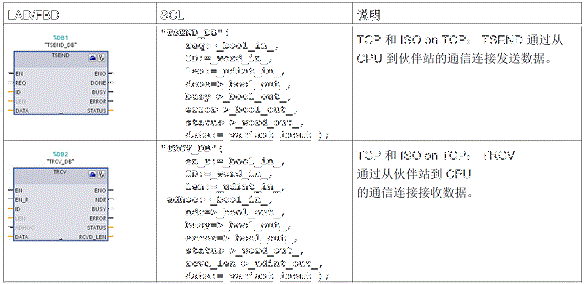 LAD/FBD
SCL
说明
%DB1
"TSEND_DB"
TSEND
EN
ENO
REQ
DONE
ID
BUSY
LEN
ERROR
DATA
STATUS
"TSEND_DB"(
req:=_bool_in_,
ID:=_word_in_,
len:=_udint_in_,
done=>_bool_out_,
busy=>_bool_out_,
error=>_bool_out_,
status=>_word_out_,
data:=_variant_inout_);
TCP 和 ISO on TCP: TSEND 通过从
CPU 到伙伴站的通信连接发送数据。
%DB2
"TRCV_DB"
TRCV
EN
ENO
EN_R
NDR
ID
BUSY
LEN
ERROR
ADHOC
STATUS
DATA
RCVD_LEN
"TRCV_DB"(
en_r:=_bool_in_,
ID:=_word_in_,
len:=_udint_in_,
adhoc:=_bool_in_,
ndr=>_bool_out_,
busy=>_bool_out_,
error=>_bool_out_,
status=>_word_out_,
rcvd_len=>_udint_out_,
data:=_variant_inout_);
TCP 和 ISO on TCP: TRCV
通过从伙伴站到 CPU
的通信连接接收数据。